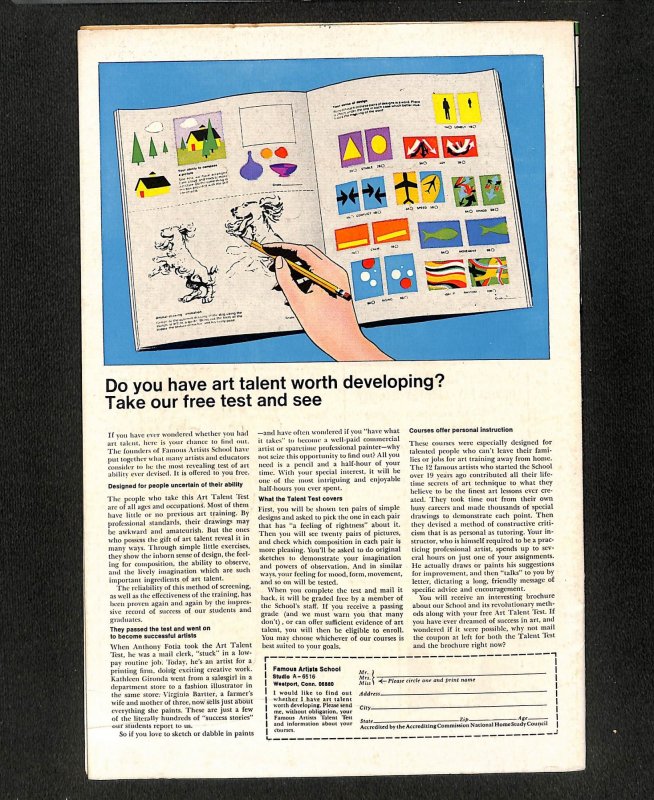 Your ability to compose
a picture
LONELY
STABLE
JOY
CONFLICT
SPEED
CHAOS
CALM
MOVEMENT
Do you have art talent worth developing?
Take our free test and see
If you have ever wondered whether you had
art talent, here is your chance to find out.
The founders of Famous Artists School have
put together what many artists and educators
consider to be the most revealing test of art
ability ever devised. It is offered to you free.
Designed for people uncertain of their ability
The people who take this Art Talent Test
are of all ages and occupations. Most of them
have little or no previous art training. By
professional standards, their drawings may
be awkward and amateurish. But the ones
who possess the gift of art talent reveal it in
many ways. Through simple little exercises,
they show the inborn sense of design, the feel-
ing for composition, the ability to observe,
and the lively imagination which are such
important ingredients of art talent.
The reliability of this method of screening,
as well as the effectiveness of the training, has
been proven again and again by the impres-
sive record of success of our students and
graduates.
They passed the test and went on
to become successful artists
When Anthony Fotia took the Art Talent
Test, he was a mail clerk, "stuck" in a low-
pay routine job. Today, he's an artist for a
printing firm, doing exciting creative work.
Kathleen Gironda went from a salesgirl in a
department store to a fashion illustrator in
the same store: Virginia Bartter, a farmer's
wife and mother of three, now sells just about
everything she paints. These are just a few
of the literally hundreds of "success stories"
our students report to us.
So if you love to sketch or dabble in paints
—and have often wondered if you "have what
it takes" to become a well-paid commercial
artist or sparetime professional painter—why
not seize this opportunity to find out? All you
need is a pencil and a half-hour of your
time. With your special interest, it will be
one of the most intriguing and enjoyable
half-hours you ever spent.
What the Talent Test covers
First, you will be shown ten pairs of simple
designs and asked to pick the one in each pair
that has "a feeling of rightness" about it.
Then you will see twenty pairs of pictures,
and check which composition in each pair is
more pleasing. You'll be asked to do original
sketches to demonstrate your imagination
and powers of observation. And in similar
ways, your feeling for mood, form, movement,
and so on will be tested.
When you complete the test and mail it
back, it will be graded free by a member of
the School's staff. If you receive a passing
grade (and we must warn you that many
don't), or can offer sufficient evidence of art
talent, you will then be eligible to enroll.
You may choose whichever of our courses is
best suited to your goals.
Courses offer personal instruction
These courses were especially designed for
talented people who can't leave their fami-
lies or jobs for art training away from home.
The 12 famous artists who started the School
over 19 years ago contributed all their life-
time secrets of art technique to what they
believe to be the finest art lessons ever cre-
ated. They took time out from their own
busy careers and made thousands of special
drawings to demonstrate each point. Then
they devised a method of constructive criti-
cism that is as personal as tutoring. Your in-
structor, who is himself required to be a prac-
ticing professional artist, spends up to sev-
eral hours on just one of your assignments.
He actually draws or paints his suggestions
for improvement, and then "talks" to you by
letter, dictating a long, friendly message of
specific advice and encouragement.
You will receive an interesting brochure
about our School and its revolutionary meth-
ods along with your free Art Talent Test. If
you have ever dreamed of success in art, and
wondered if it were possible, why not mail
the coupon at left for both the Talent Test
and the brochure right now?
Famous Artists School
Studio A-6516
Westport, Conn. 06880
I would like to find out
whether I have art talent
worth developing. Please send
me, without obligation, your
Famous Artists Talent Test
and information about your
courses.
Mr.
Mrs.
Miss
Please circle one and print name
Address
City
State Zip Age
Accredited by the Accrediting Commission National Home Study Council